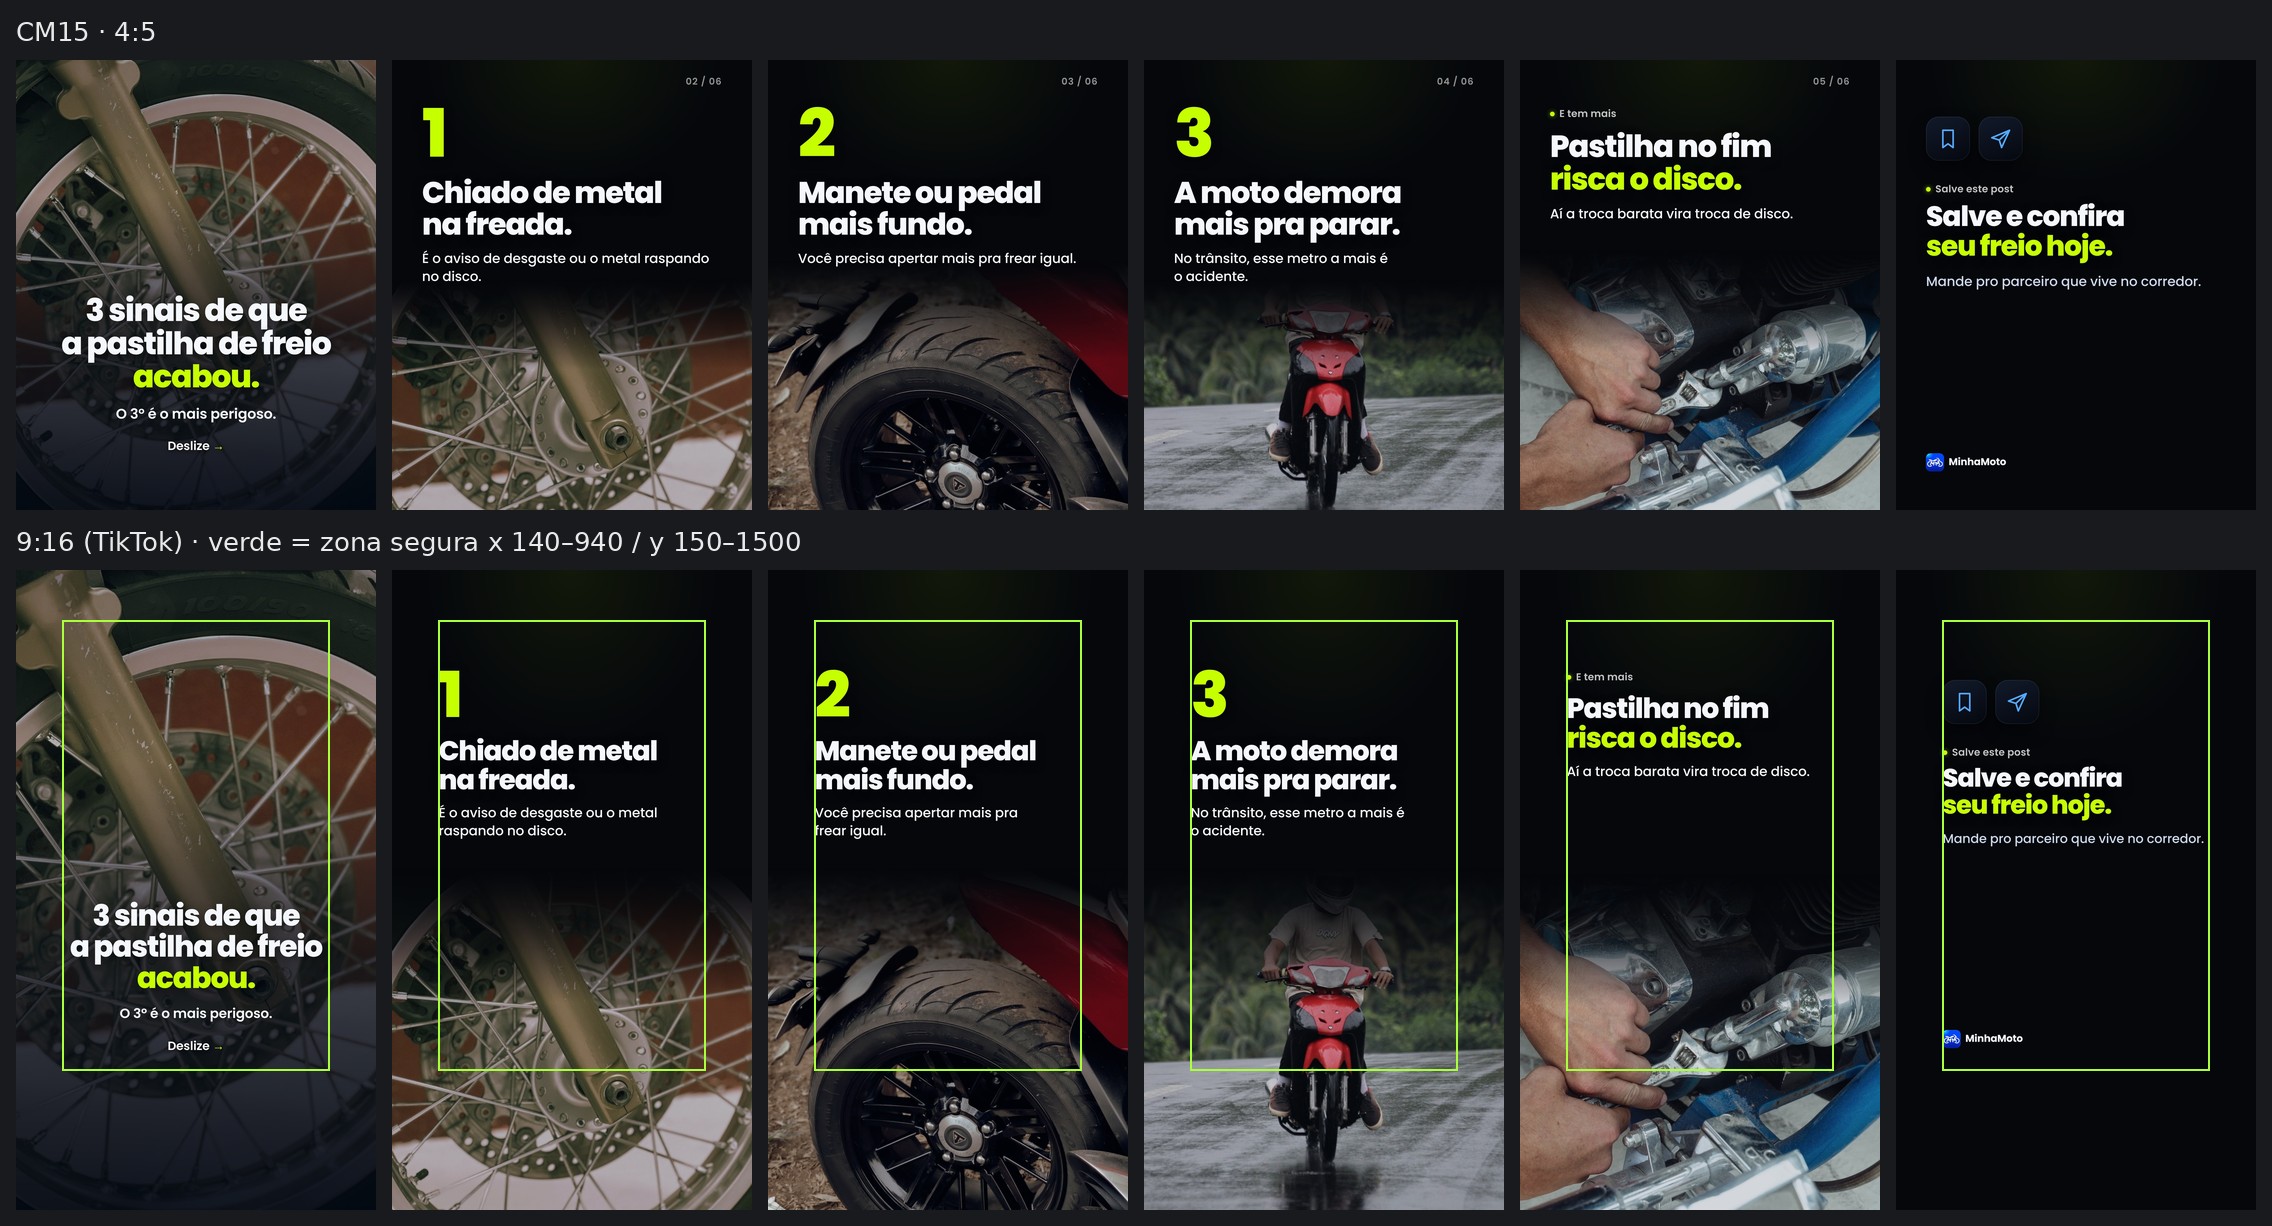 CM15 · 4:5
100/90
3 sinais de que
a pastilha de freio
acabou.
O 3º é o mais perigoso.
Deslize →
02 / 06
1
Chiado de metal
na freada.
É o aviso de desgaste ou o metal raspando
no disco.
03 / 06
2
Manete ou pedal
mais fundo.
Você precisa apertar mais pra frear igual.
04 / 06
3
A moto demora
mais pra parar.
No trânsito, esse metro a mais é
o acidente.
05 / 06
E tem mais
Pastilha no fim
risca o disco.
Aí a troca barata vira troca de disco.
Salve este post
Salve e confira
seu freio hoje.
Mande pro parceiro que vive no corredor.
MinhaMoto
9:16 (TikTok) · verde = zona segura x 140–940 / y 150–1500
100/90
3 sinais de que
a pastilha de freio
acabou.
O 3º é o mais perigoso.
Deslize →
1
Chiado de metal
na freada.
É o aviso de desgaste ou o metal
raspando no disco.
2
Manete ou pedal
mais fundo.
Você precisa apertar mais pra
frear igual.
3
A moto demora
mais pra parar.
No trânsito, esse metro a mais é
o acidente.
E tem mais
Pastilha no fim
risca o disco.
Aí a troca barata vira troca de disco.
Salve este post
Salve e confira
seu freio hoje.
Mande pro parceiro que vive no corredor.
MinhaMoto